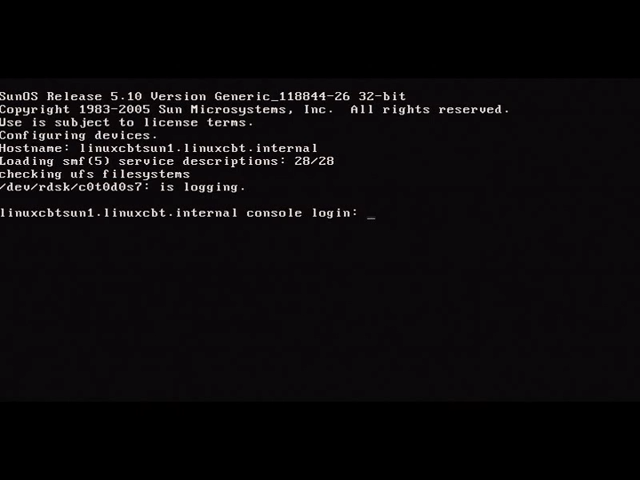 SunOS Release 5.10 Version Generic_118844-26 32-bit
Copyright 1983-2005 Sun Microsystems, Inc.  All rights reserved.
Use is subject to license terms.
Configuring devices.
Hostname: linuxcbtsun1.linuxcbt.internal
Loading smf(5) service descriptions: 28/28
checking ufs filesystems
/dev/rdsk/c0t0d0s7: is logging.
linuxcbtsun1.linuxcbt.internal console login: _